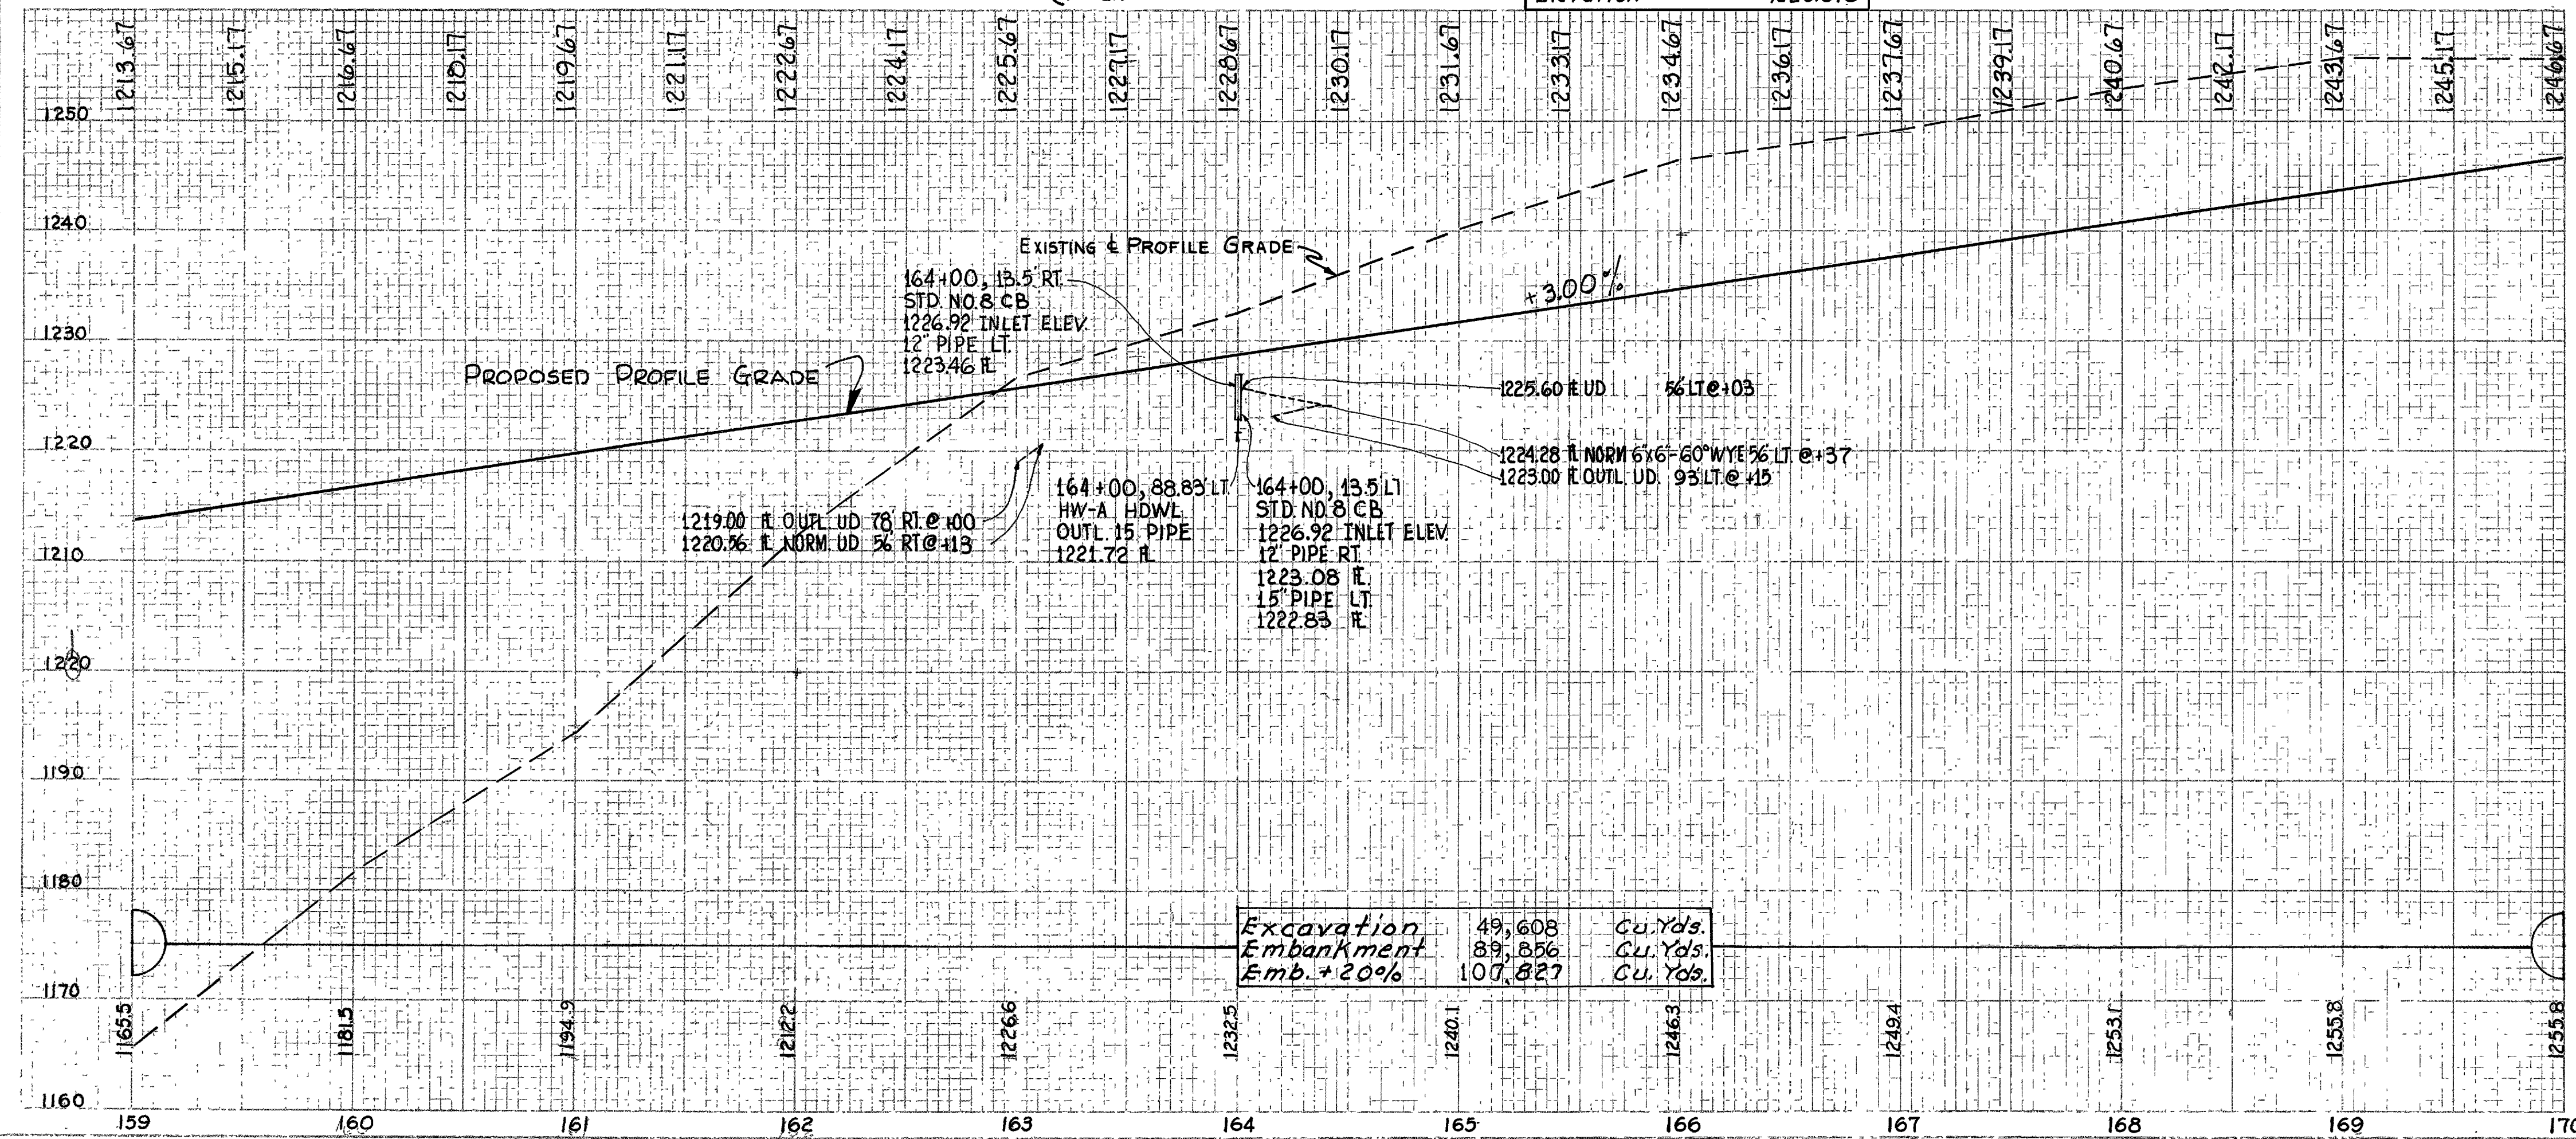 1213.67 1215.17 1216.67 1218.17 1219.67 1221.17 1222.67 1224.17 1225.67 1227.17 1228.67 1230.17 1231.67 1233.17 1234.67 1236.17 1237.67 1239.17 1240.67 1242.17 1243.67 1245.17 1246.67
1250
1240
EXISTING ℄ PROFILE GRADE
164+00, 13.5' RT.
STD. NO. 8 CB
1226.92 INLET ELEV.
12" PIPE LT.
1223.46 ℄
+3.00%
1230
PROPOSED PROFILE GRADE
1225.60 ℄ UD 56' LT @ +03
1220
1224.28 ℄ NORM 6"x6"-60° WYE 56' LT. @ +37
1223.00 ℄ OUTL. UD. 93' LT. @ +15
1219.00 ℄ OUTL UD 78' RT. @ +00
1220.56 ℄ NORM. UD 56' RT @ +13
164+00, 88.83' LT.
HW-A HDWL.
OUTL. 15" PIPE
1221.72 ℄
164+00, 13.5' LT
STD. NO. 8 CB
1226.92 INLET ELEV.
12" PIPE RT.
1223.08 ℄
15" PIPE LT.
1222.83 ℄
1210
1220
1190
1180
Excavation 49,608 Cu. Yds.
Embankment 89,856 Cu. Yds.
Emb. + 20% 107,827 Cu. Yds.
1170
1165.5 1181.5 1194.9 1212.2 1226.6 1232.5 1240.1 1246.3 1249.4 1253.1 1255.8 1255.8
1160
159 160 161 162 163 164 165 166 167 168 169